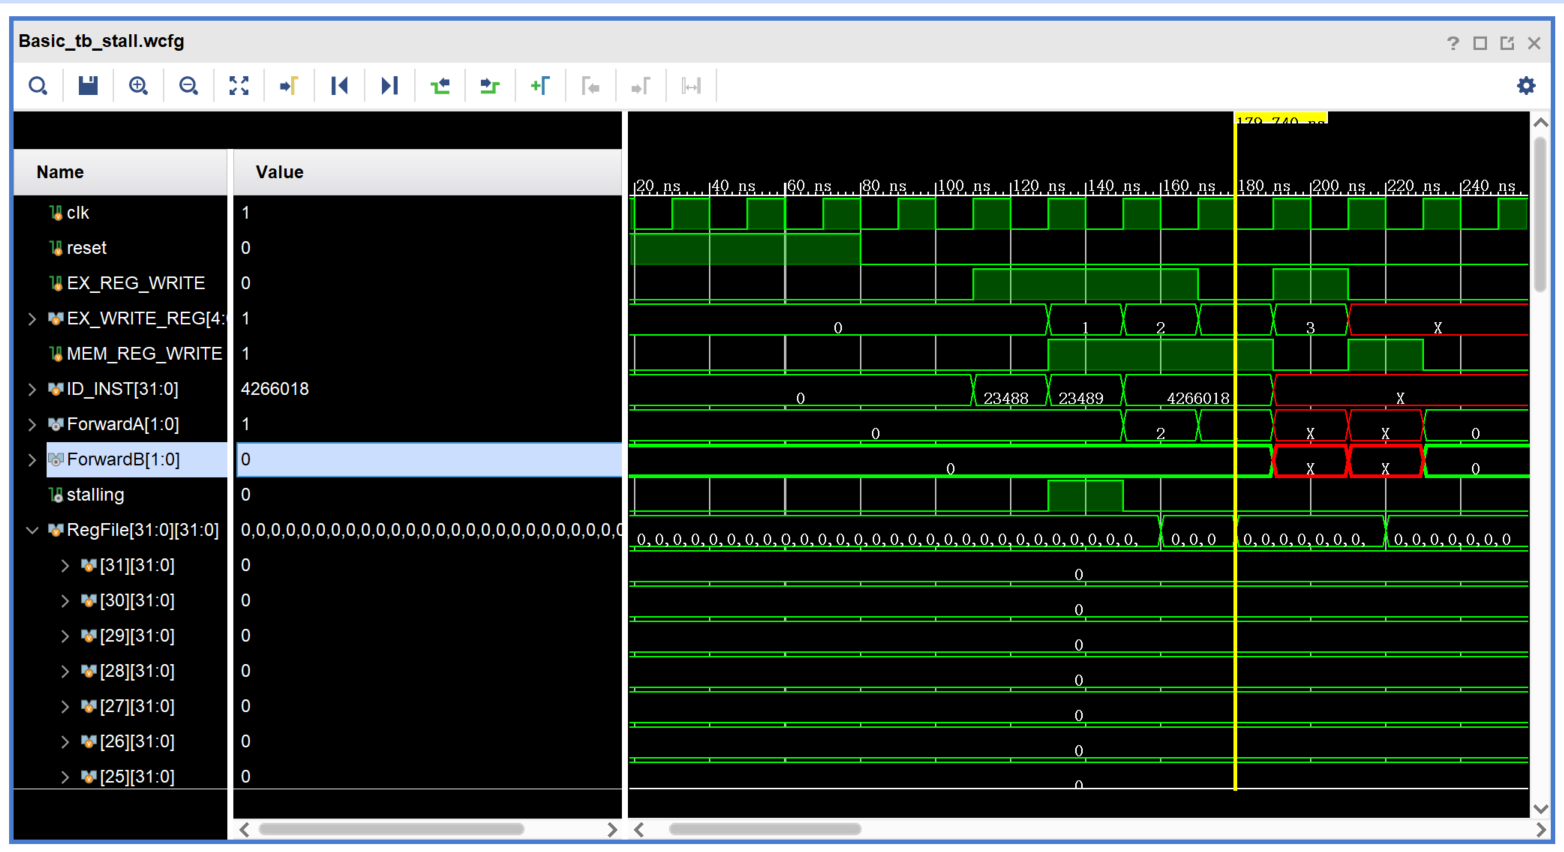 Basic_tb_stall.wcfg
179.740 ns
Name Value
20 ns 40 ns 60 ns 80 ns 100 ns 120 ns 140 ns 160 ns 180 ns 200 ns 220 ns 240 ns
clk 1
reset 0
EX_REG_WRITE 0
EX_WRITE_REG[4: 1 0 1 2 3 X
MEM_REG_WRITE 1
ID_INST[31:0] 4266018 0 23488 23489 4266018 X
ForwardA[1:0] 1 0 2 X X 0
ForwardB[1:0] 0 0 X X 0
stalling 0
RegFile[31:0][31:0] 0,0,0,0,0,0,0,0,0,0,0,0,0,0,0,0,0,0,0,0,0,0,0,0,0,0 0,0,0,0,0,0,0,0,0,0,0,0,0,0,0,0,0,0,0,0,0,0,0,0,0,0,0,0, 0,0,0,0 0,0,0,0,0,0,0, 0,0,0,0,0,0,0
[31][31:0] 0 0
[30][31:0] 0 0
[29][31:0] 0 0
[28][31:0] 0 0
[27][31:0] 0 0
[26][31:0] 0 0
[25][31:0] 0 0